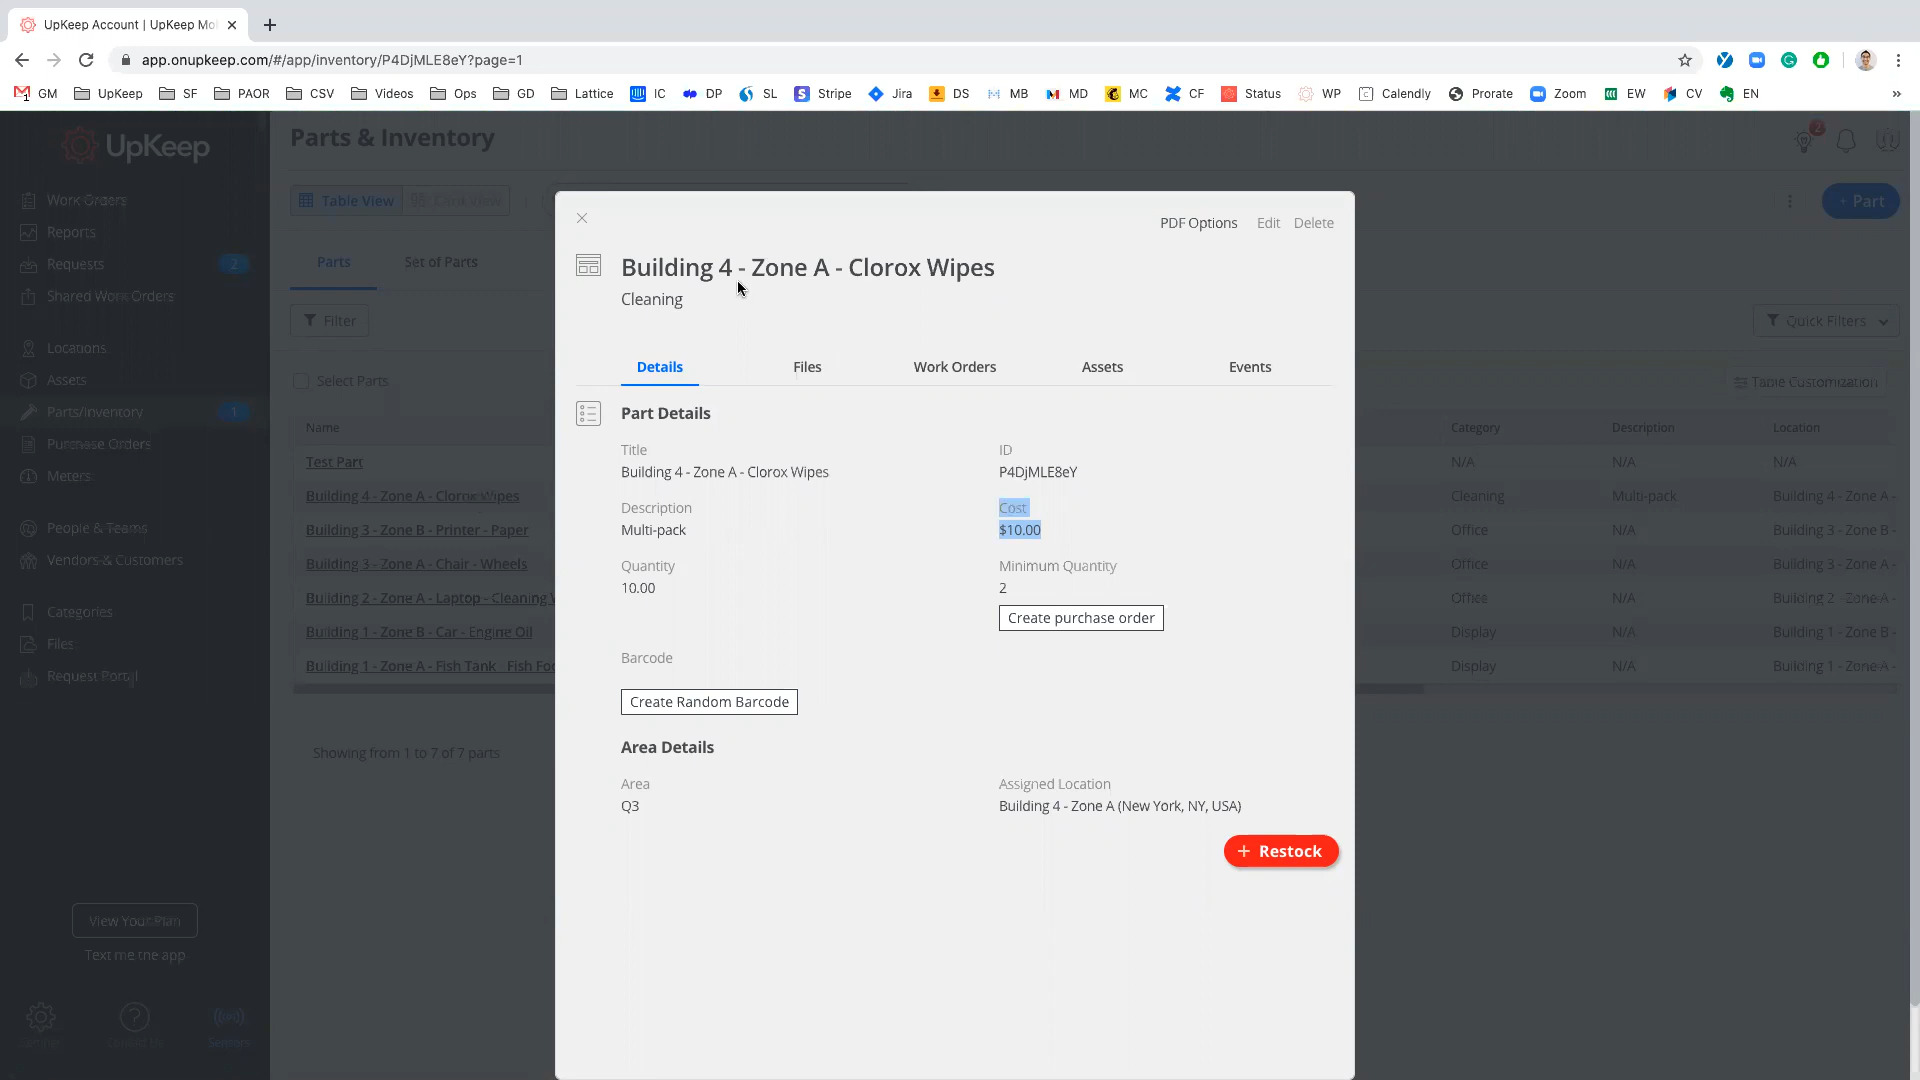 UpKeep Account | UpKeep Mo
app.onupkeep.com/#/app/inventory/P4DjMLE8eY?page=1
GM UpKeep SF PAOR CSV Videos Ops GD Lattice IC DP SL Stripe Jira DS MB MD MC CF Status WP Calendly Prorate Zoom EW CV EN »
UpKeep
Parts & Inventory
2
Work Orders
Reports
Requests 2
Shared Work Orders
Locations
Assets
Parts/Inventory 1
Purchase Orders
Meters
People & Teams
Vendors & Customers
Categories
Files
Request Portal
View Your Plan
Text me the app
Settings Contact Us Sensors
Table View Card View
+ Part
Parts Set of Parts
Filter
Quick Filters
Select Parts
Table Customization
Name Category Description Location
Test Part N/A N/A N/A
Building 4 - Zone A - Clorox Wipes Cleaning Multi-pack Building 4 - Zone A -
Building 3 - Zone B - Printer - Paper Office N/A Building 3 - Zone B -
Building 3 - Zone A - Chair - Wheels Office N/A Building 3 - Zone A -
Building 2 - Zone A - Laptop - Cleaning W Office N/A Building 2 - Zone A -
Building 1 - Zone B - Car - Engine Oil Display N/A Building 1 - Zone B -
Building 1 - Zone A - Fish Tank - Fish Foo Display N/A Building 1 - Zone A -
Showing from 1 to 7 of 7 parts
PDF Options Edit Delete
Building 4 - Zone A - Clorox Wipes
Cleaning
Details Files Work Orders Assets Events
Part Details
Title ID
Building 4 - Zone A - Clorox Wipes P4DjMLE8eY
Description Cost
Multi-pack $10.00
Quantity Minimum Quantity
10.00 2
Create purchase order
Barcode
Create Random Barcode
Area Details
Area Assigned Location
Q3 Building 4 - Zone A (New York, NY, USA)
+ Restock